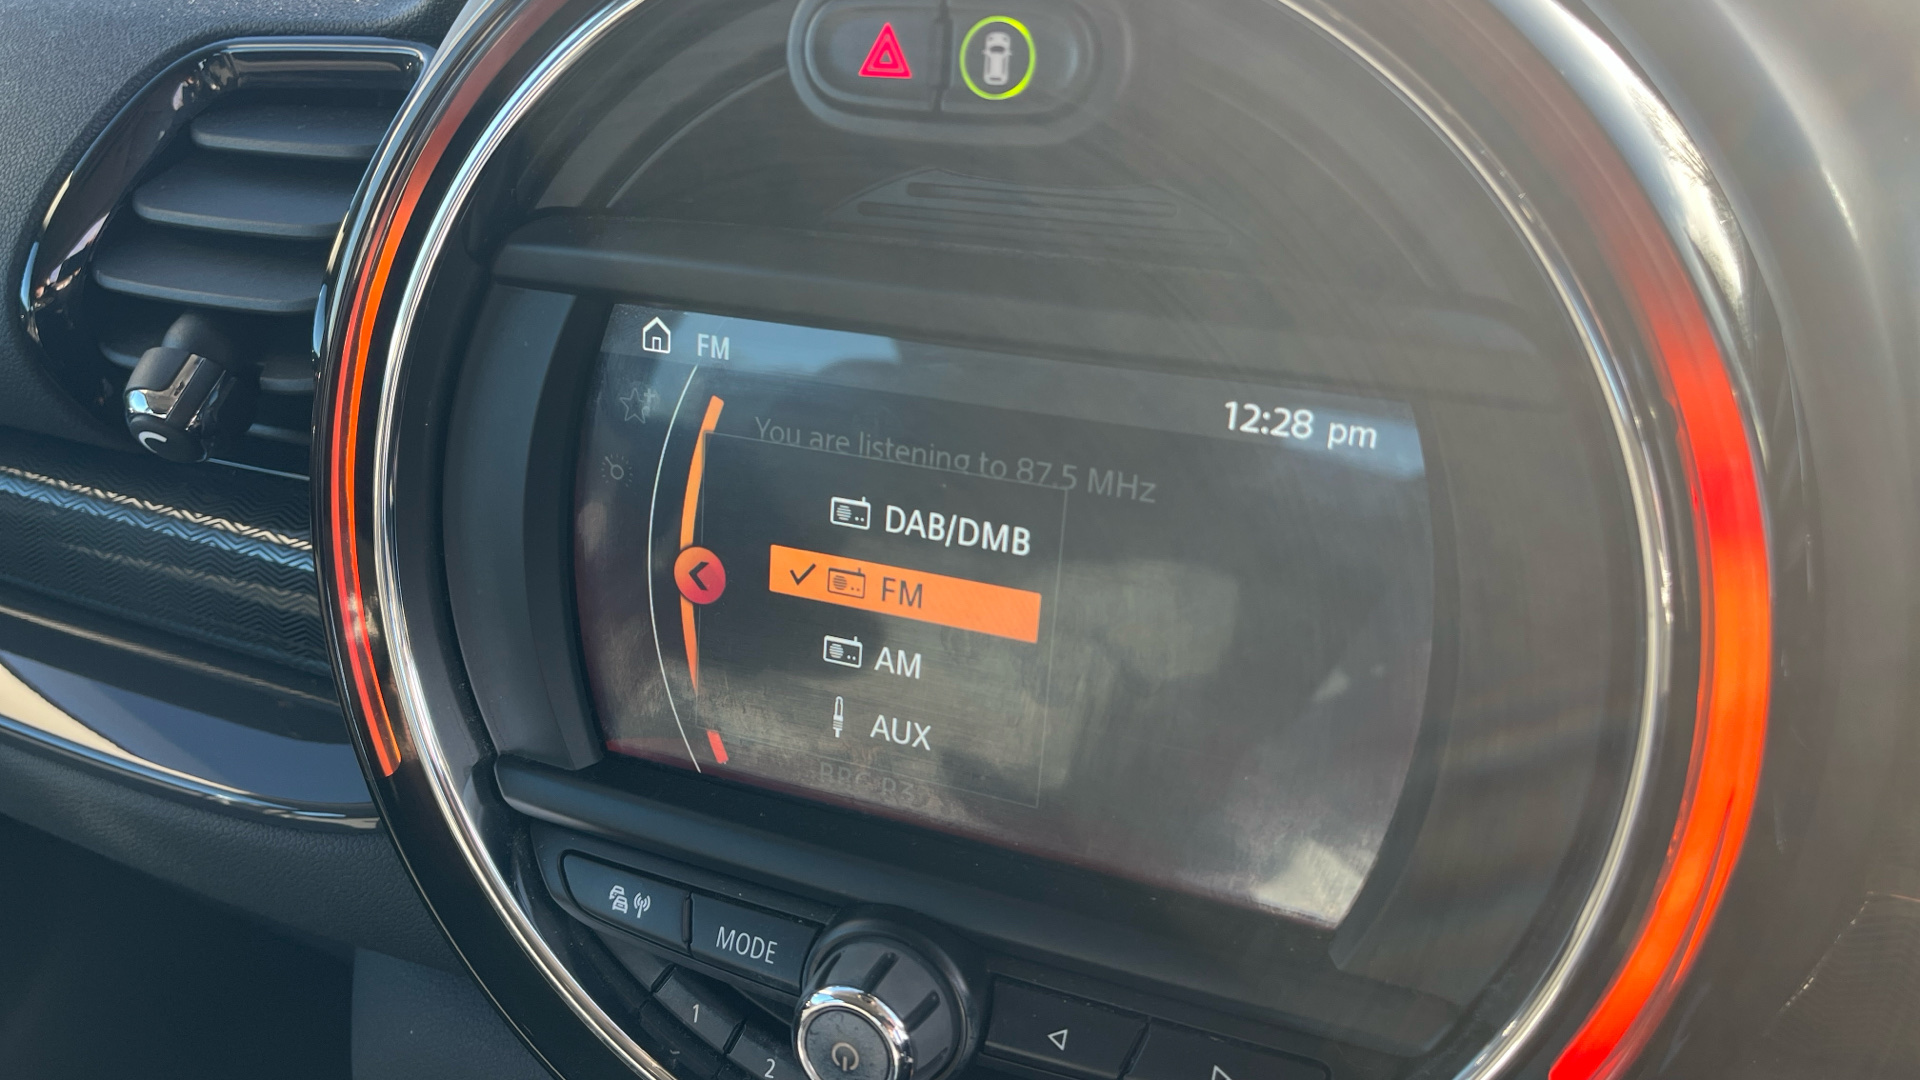 FM
12:28 pm
You are listening to 87.5 MHz
DAB/DMB
FM
AM
AUX
MODE
1
2